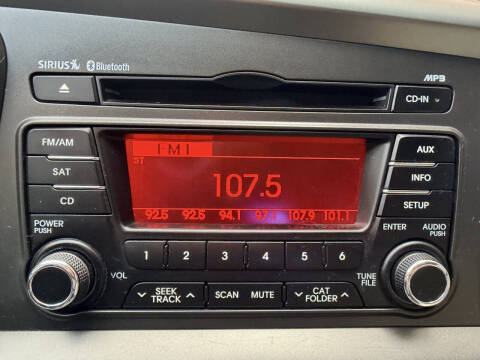 SIRIUS Bluetooth
MP3
CD-IN
FM/AM
SAT
CD
FM1
ST
107.5
92.5 92.5 94.1 97.1 107.9 101.1
AUX
INFO
SETUP
POWER
PUSH
VOL
1 2 3 4 5 6
SEEK
TRACK
SCAN MUTE
CAT
FOLDER
ENTER
AUDIO
PUSH
TUNE
FILE